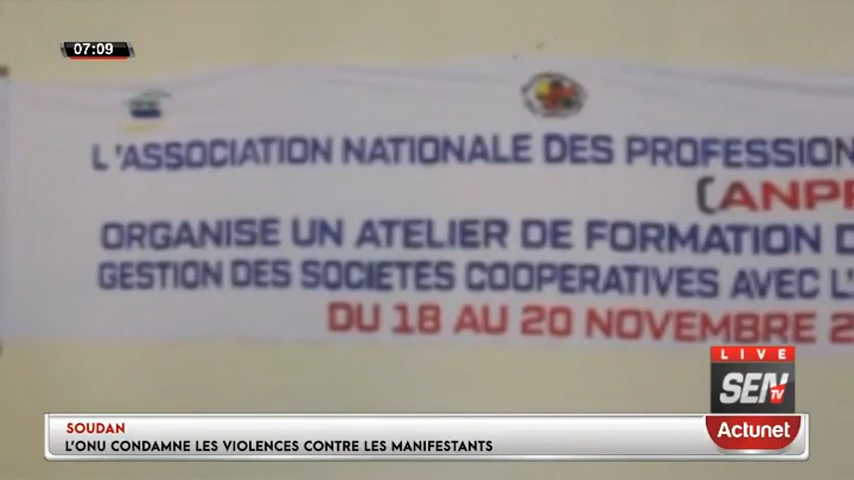 07:09
L'ASSOCIATION NATIONALE DES PROFESSION
(ANP
ORGANISE UN ATELIER DE FORMATION D
GESTION DES SOCIETES COOPERATIVES AVEC L'
DU 18 AU 20 NOVEMBRE 2
LIVE
SEN TV
Actunet
SOUDAN
L'ONU CONDAMNE LES VIOLENCES CONTRE LES MANIFESTANTS